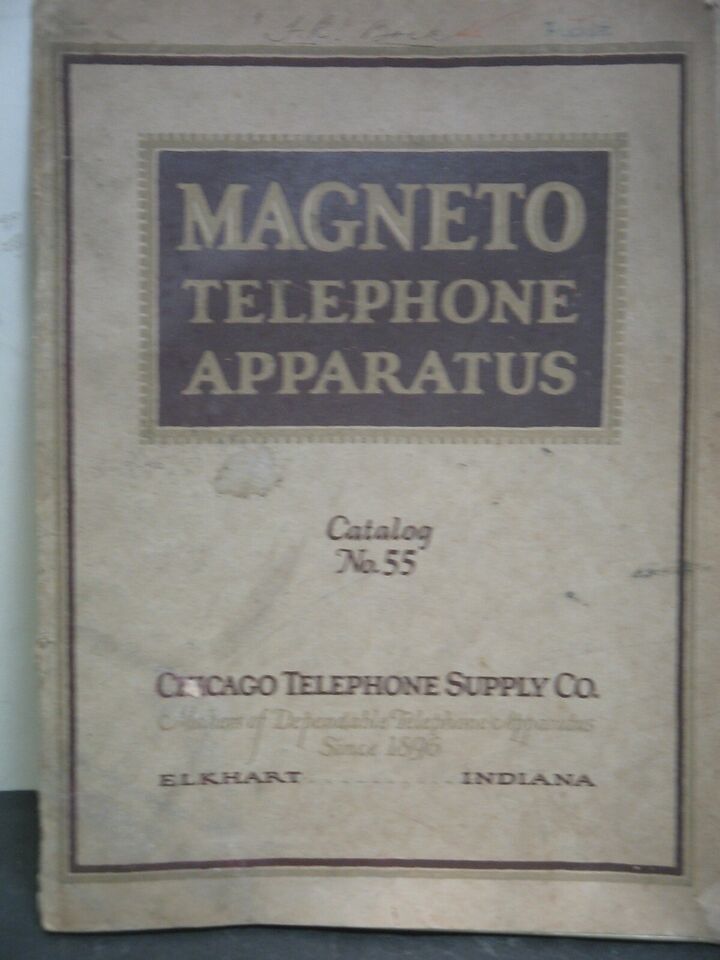 MAGNETO
TELEPHONE
APPARATUS
Catalog
No. 55
CHICAGO TELEPHONE SUPPLY CO.
Makers of Dependable Telephone Apparatus
Since 1896
ELKHART INDIANA